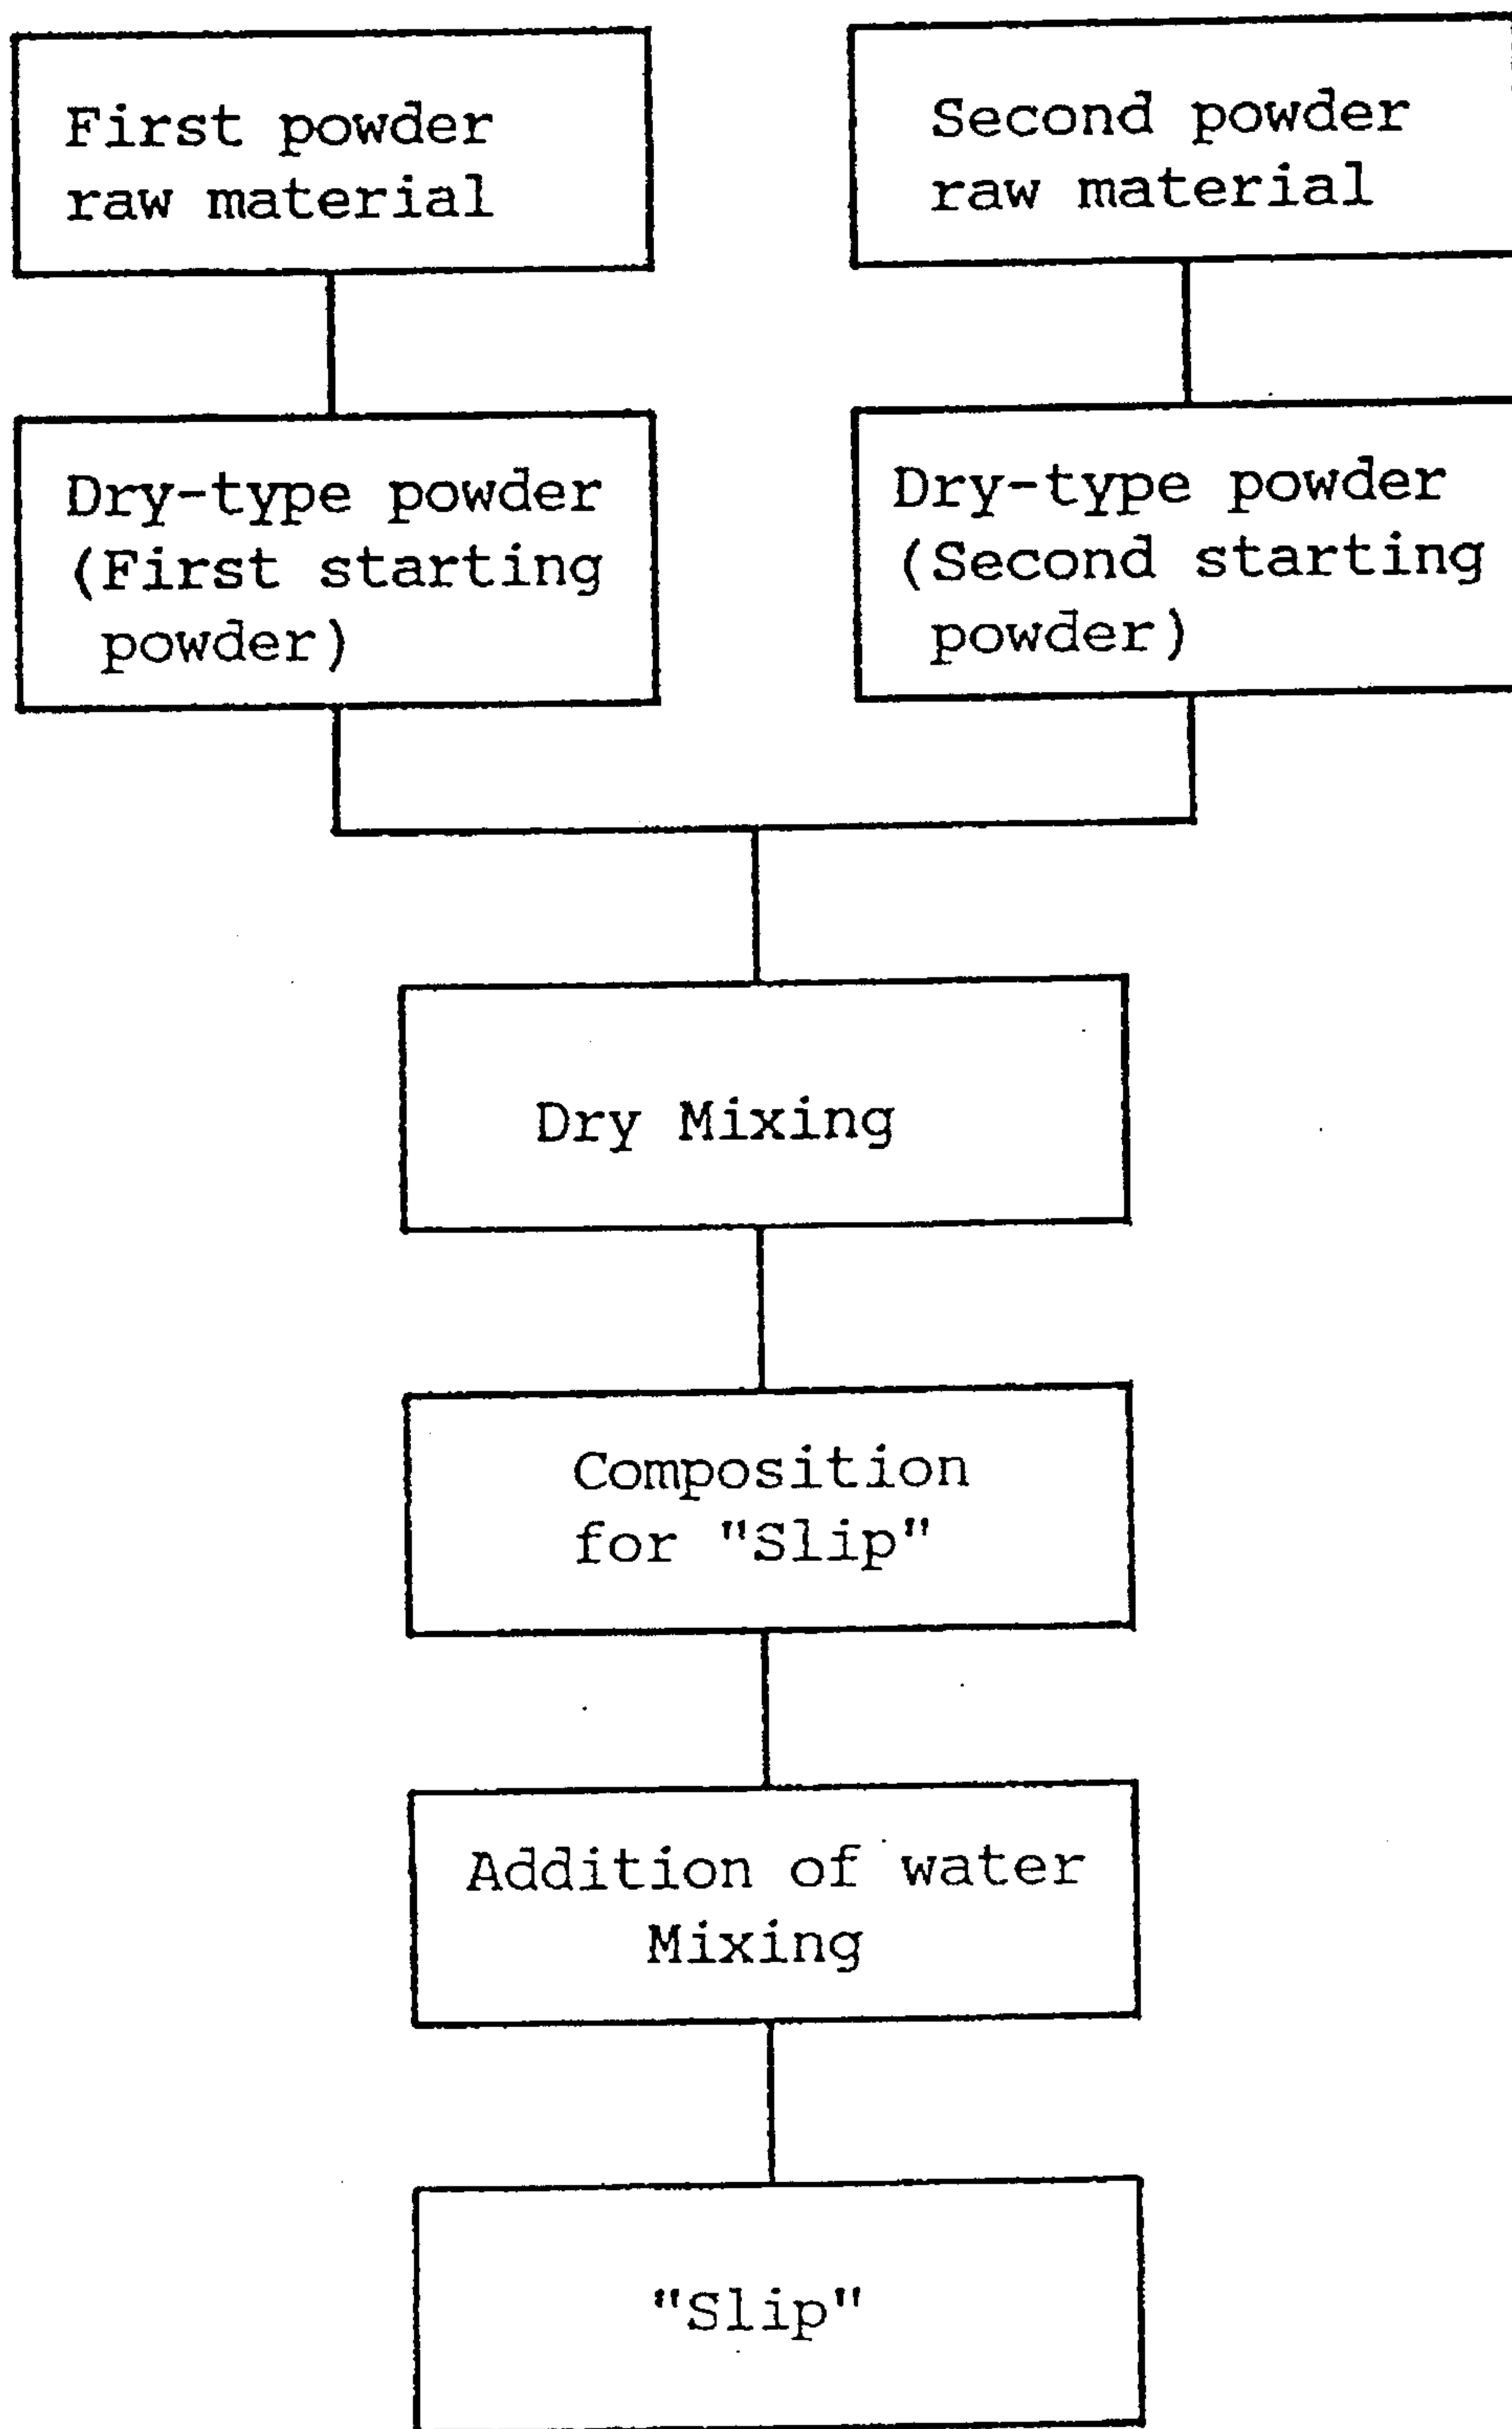 First powder
raw material
Second powder
raw material
Dry-type powder
(First starting
powder)
Dry-type powder
(Second starting
powder)
Dry Mixing
Composition
for "Slip"
Addition of water
Mixing
"Slip"